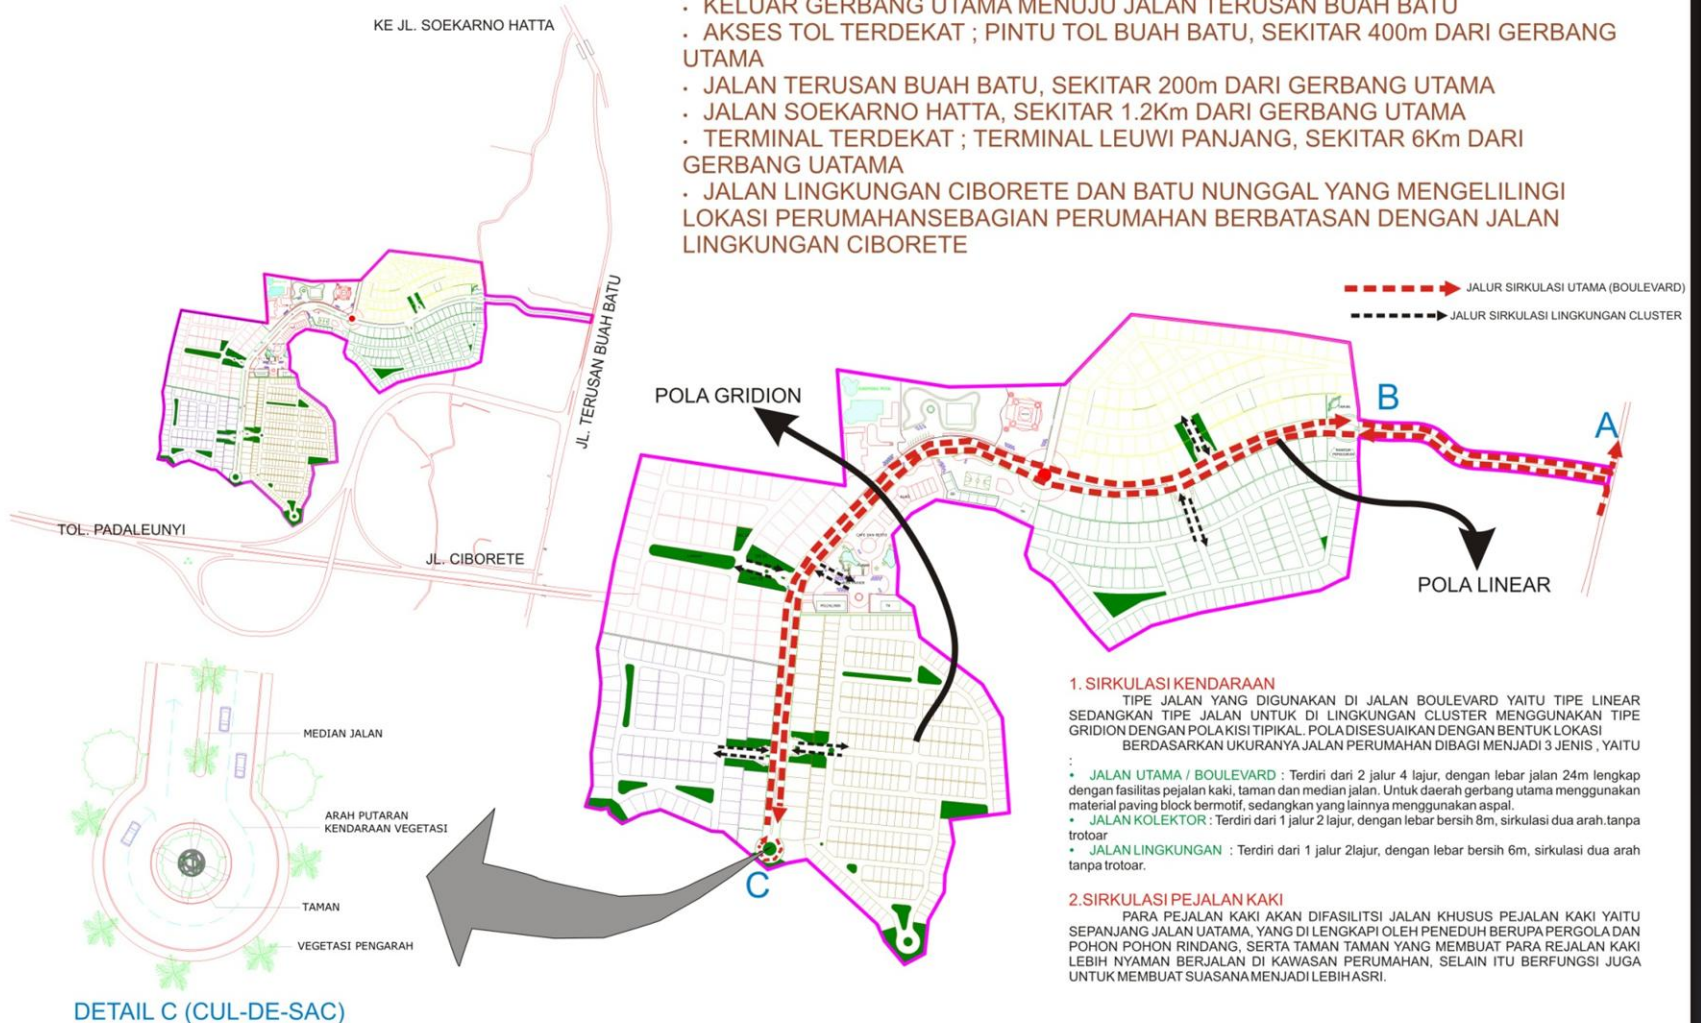 KE JL. SOEKARNO HATTA
· KELUAR GERBANG UTAMA MENUJU JALAN TERUSAN BUAH BATU
· AKSES TOL TERDEKAT ; PINTU TOL BUAH BATU, SEKITAR 400m DARI GERBANG
UTAMA
· JALAN TERUSAN BUAH BATU, SEKITAR 200m DARI GERBANG UTAMA
· JALAN SOEKARNO HATTA, SEKITAR 1.2Km DARI GERBANG UTAMA
· TERMINAL TERDEKAT ; TERMINAL LEUWI PANJANG, SEKITAR 6Km DARI
GERBANG UATAMA
· JALAN LINGKUNGAN CIBORETE DAN BATU NUNGGAL YANG MENGELILINGI
LOKASI PERUMAHANSEBAGIAN PERUMAHAN BERBATASAN DENGAN JALAN
LINGKUNGAN CIBORETE
JALUR SIRKULASI UTAMA (BOULEVARD)
JALUR SIRKULASI LINGKUNGAN CLUSTER
JL. TERUSAN BUAH BATU
TOL. PADALEUNYI
JL. CIBORETE
POLA GRIDION
B
A
POLA LINEAR
C
MEDIAN JALAN
ARAH PUTARAN
KENDARAAN VEGETASI
TAMAN
VEGETASI PENGARAH
DETAIL C (CUL-DE-SAC)
1. SIRKULASI KENDARAAN
TIPE JALAN YANG DIGUNAKAN DI JALAN BOULEVARD YAITU TIPE LINEAR
SEDANGKAN TIPE JALAN UNTUK DI LINGKUNGAN CLUSTER MENGGUNAKAN TIPE
GRIDION DENGAN POLA KISI TIPIKAL. POLA DISESUAIKAN DENGAN BENTUK LOKASI
BERDASARKAN UKURANYA JALAN PERUMAHAN DIBAGI MENJADI 3 JENIS , YAITU
:
• JALAN UTAMA / BOULEVARD : Terdiri dari 2 jalur 4 lajur, dengan lebar jalan 24m lengkap
dengan fasilitas pejalan kaki, taman dan median jalan. Untuk daerah gerbang utama menggunakan
material paving block bermotif, sedangkan yang lainnya menggunakan aspal.
• JALAN KOLEKTOR : Terdiri dari 1 jalur 2 lajur, dengan lebar bersih 8m, sirkulasi dua arah.tanpa
trotoar
• JALAN LINGKUNGAN : Terdiri dari 1 jalur 2lajur, dengan lebar bersih 6m, sirkulasi dua arah
tanpa trotoar.
2.SIRKULASI PEJALAN KAKI
PARA PEJALAN KAKI AKAN DIFASILITSI JALAN KHUSUS PEJALAN KAKI YAITU
SEPANJANG JALAN UATAMA, YANG DI LENGKAPI OLEH PENEDUH BERUPA PERGOLA DAN
POHON POHON RINDANG, SERTA TAMAN TAMAN YANG MEMBUAT PARA REJALAN KAKI
LEBIH NYAMAN BERJALAN DI KAWASAN PERUMAHAN, SELAIN ITU BERFUNGSI JUGA
UNTUK MEMBUAT SUASANA MENJADI LEBIH ASRI.